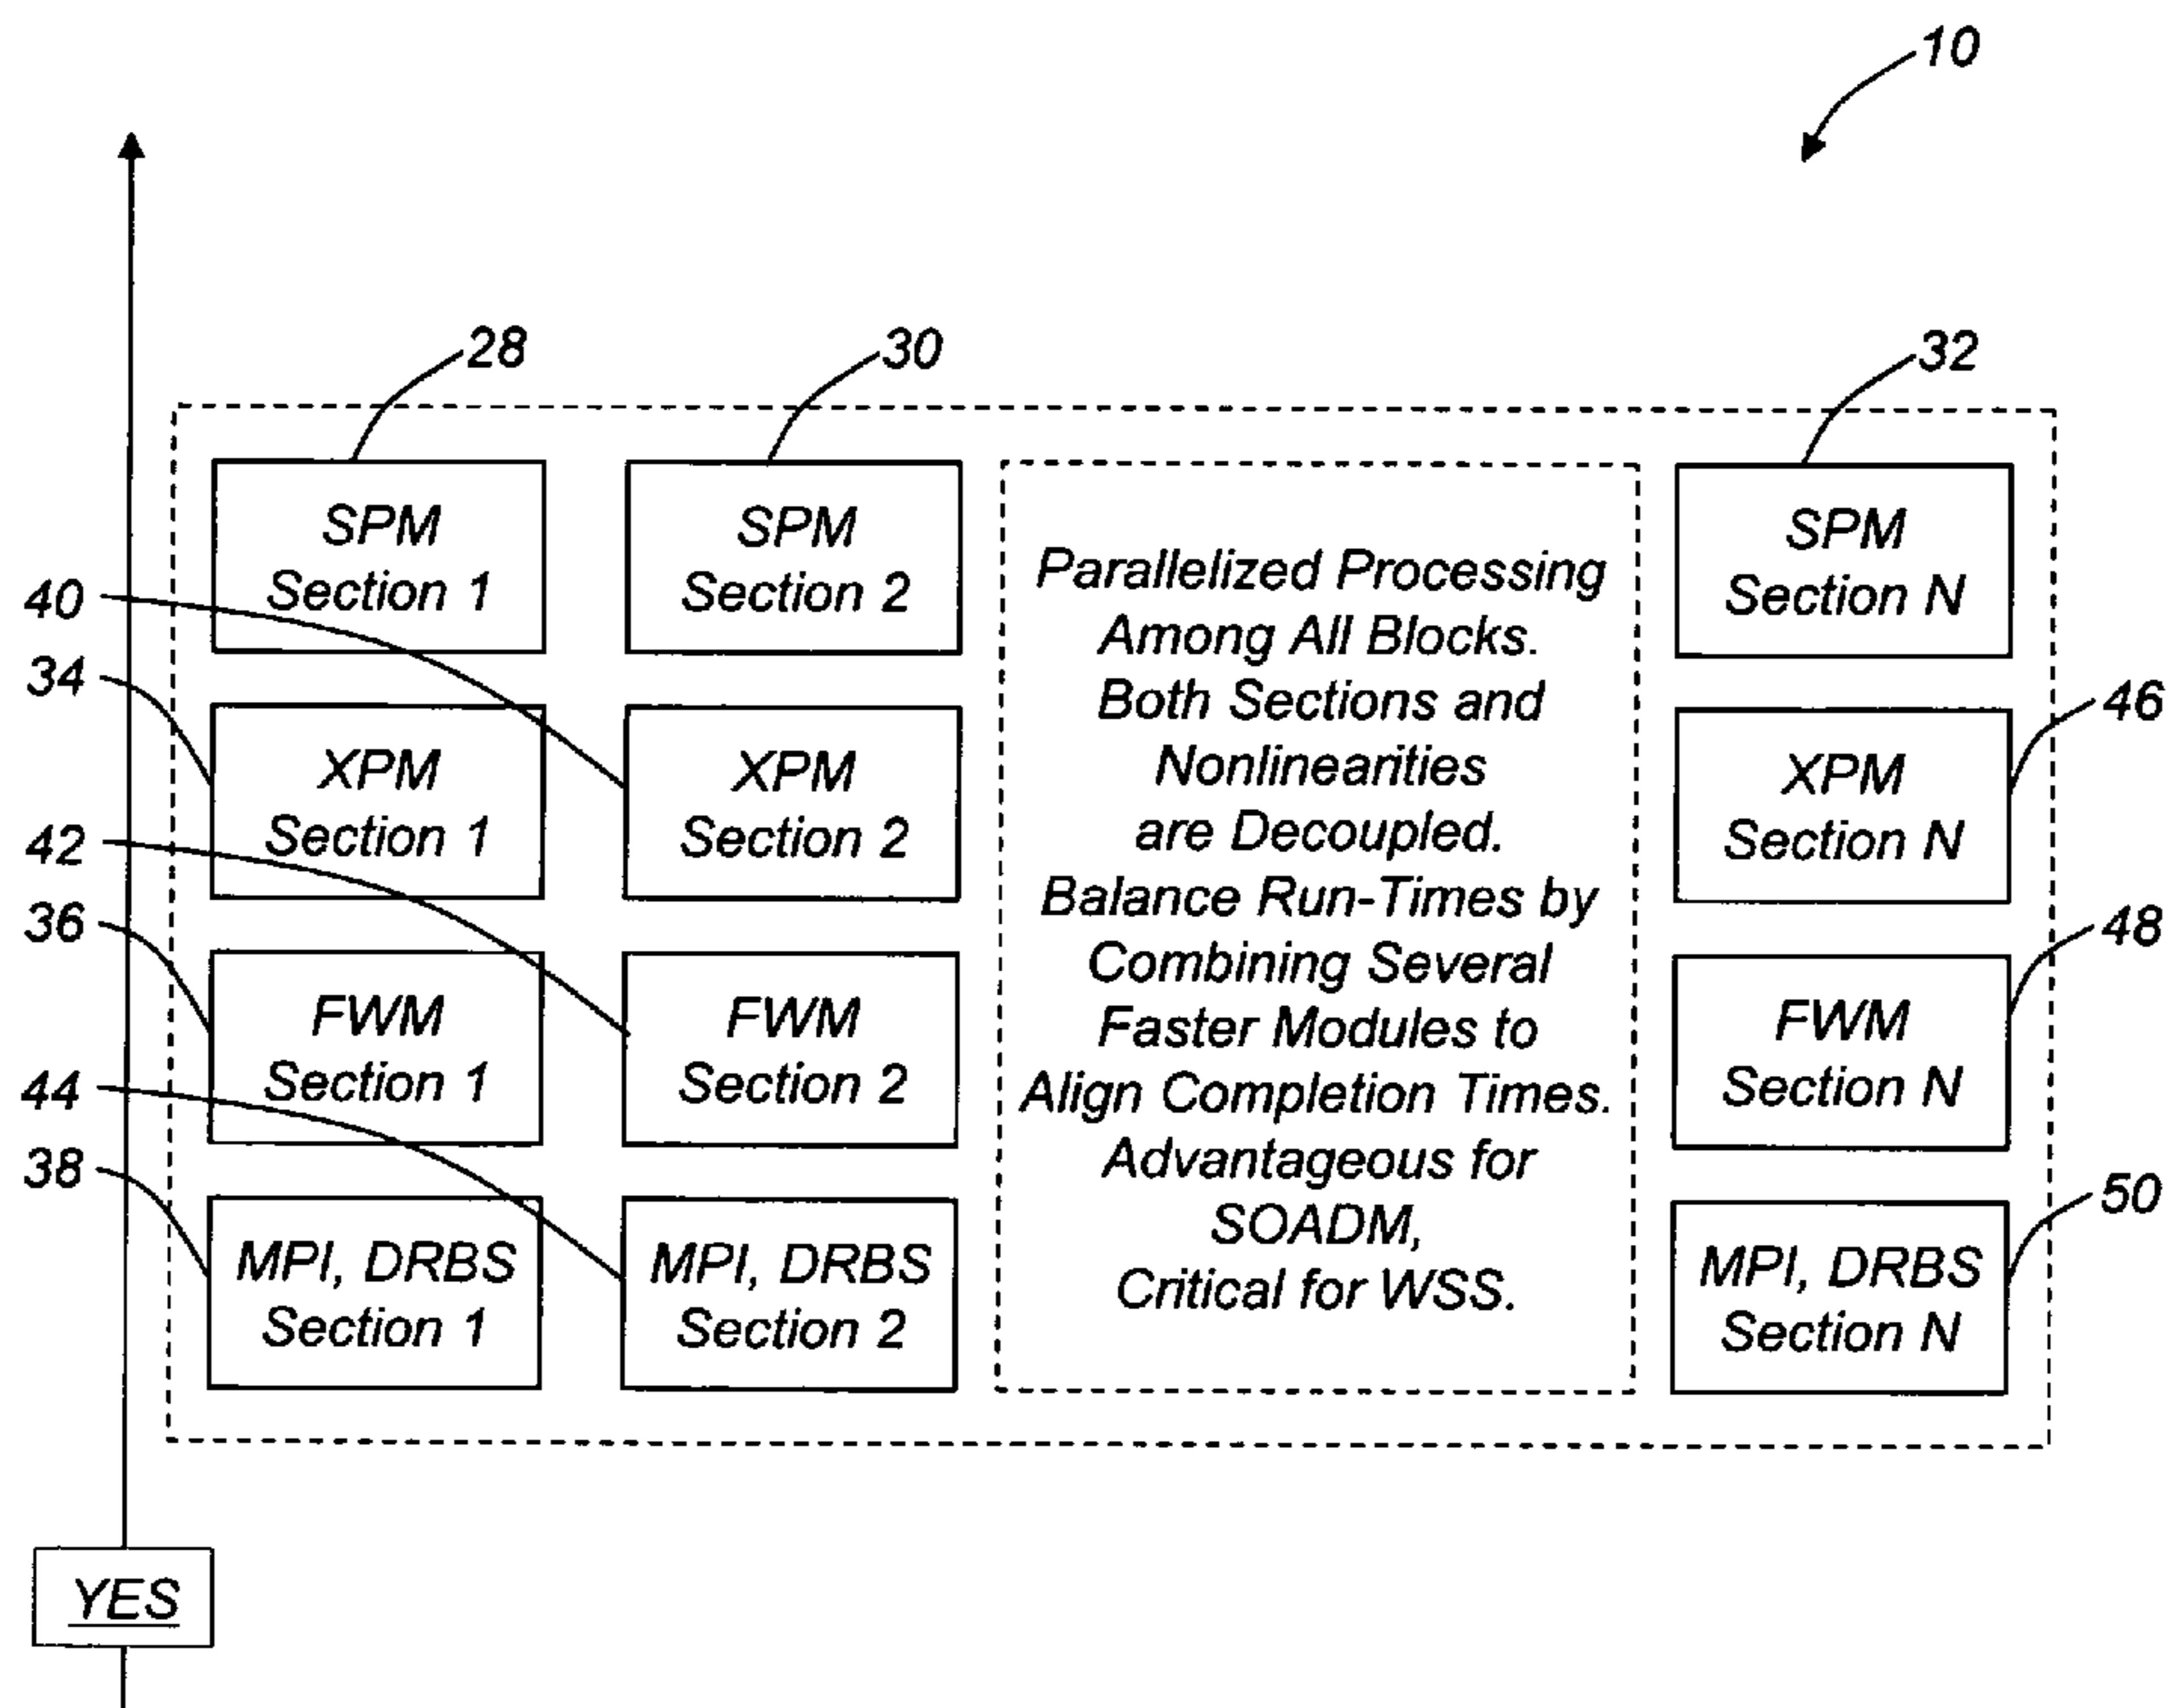 10
28
30
32
SPM
Section 1
SPM
Section 2
SPM
Section N
40
34
XPM
Section 1
XPM
Section 2
XPM
Section N
46
42
36
FWM
Section 1
FWM
Section 2
FWM
Section N
48
44
38
MPI, DRBS
Section 1
MPI, DRBS
Section 2
MPI, DRBS
Section N
50
Parallelized Processing
Among All Blocks.
Both Sections and
Nonlinearities
are Decoupled.
Balance Run-Times by
Combining Several
Faster Modules to
Align Completion Times.
Advantageous for
SOADM,
Critical for WSS.
YES